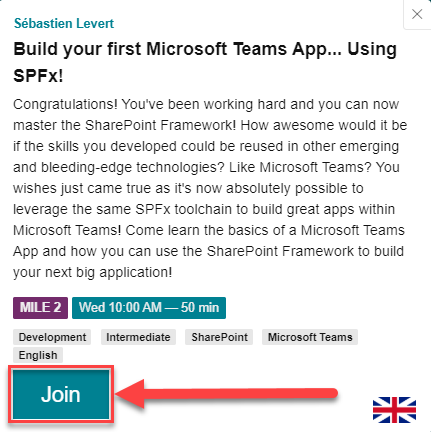 Sébastien Levert
Build your first Microsoft Teams App... Using
SPFx!
Congratulations! You've been working hard and you can now
master the SharePoint Framework! How awesome would it be
if the skills you developed could be reused in other emerging
and bleeding-edge technologies? Like Microsoft Teams? You
wishes just came true as it's now absolutely possible to
leverage the same SPFx toolchain to build great apps within
Microsoft Teams! Come learn the basics of a Microsoft Teams
App and how you can use the SharePoint Framework to build
your next big application!
MILE 2 Wed 10:00 AM — 50 min
Development Intermediate SharePoint Microsoft Teams
English
Join